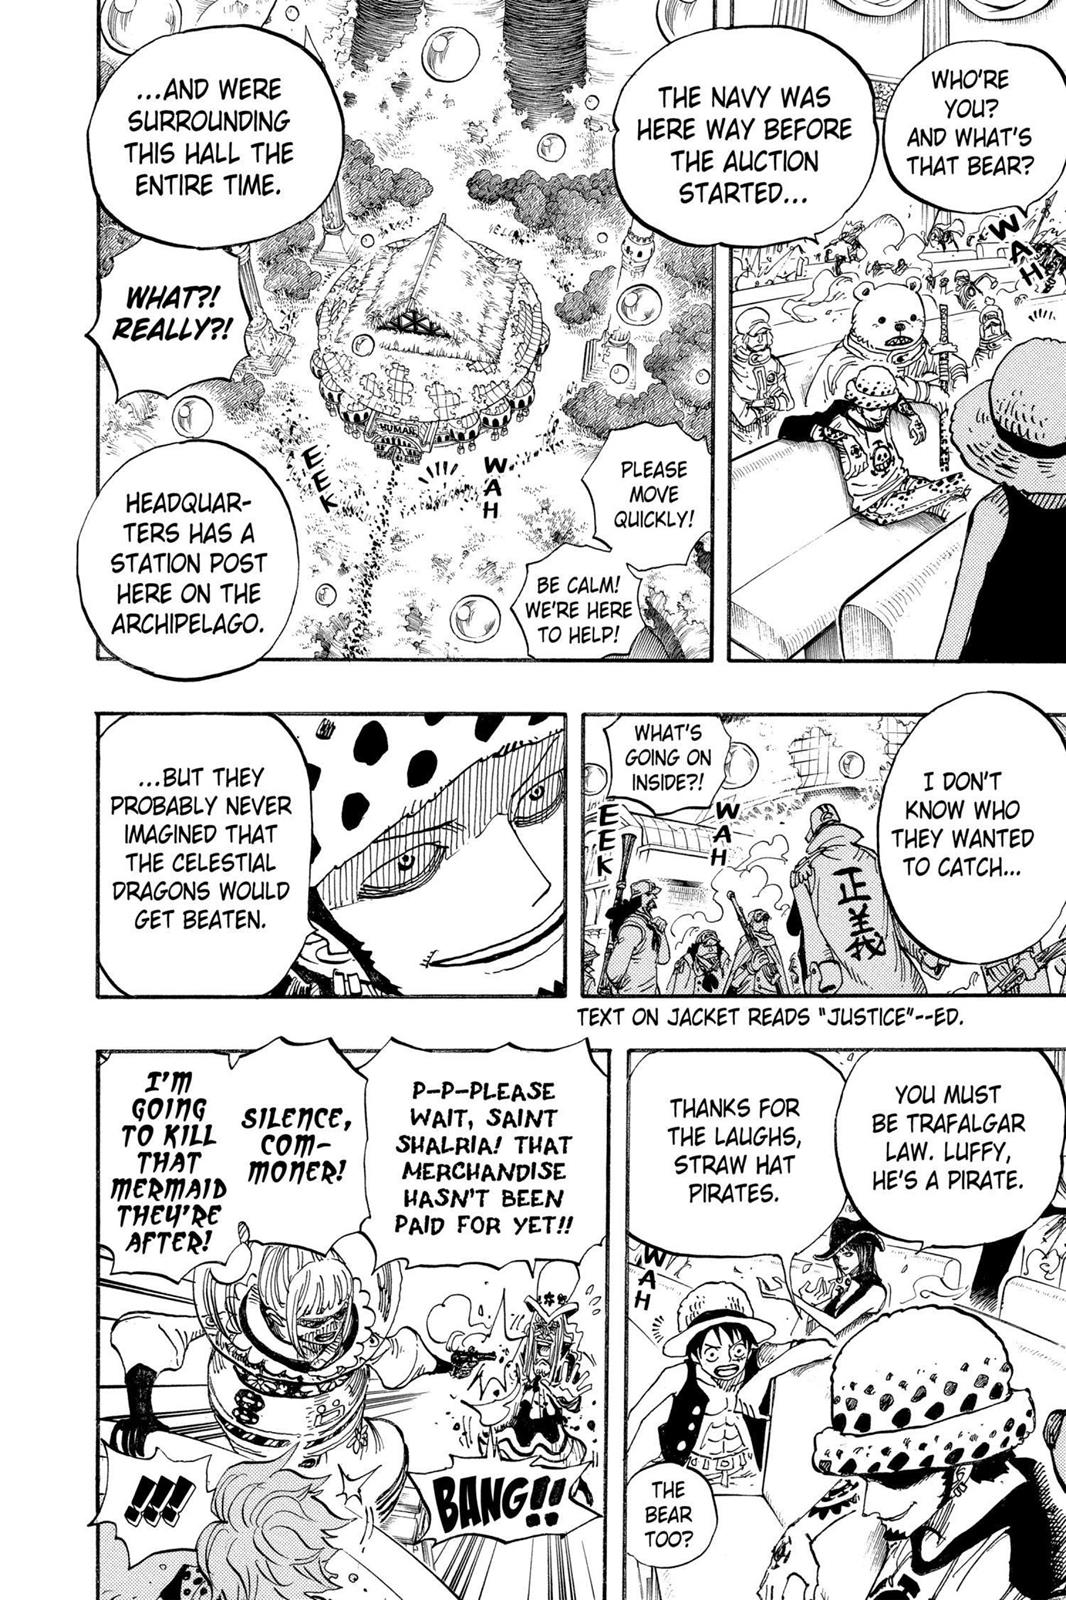 WHO'RE
YOU?
AND WHAT'S
THAT BEAR?
THE NAVY WAS
HERE WAY BEFORE
THE AUCTION
STARTED...
WAH
...AND WERE
SURROUNDING
THIS HALL THE
ENTIRE TIME.
WHAT?!
REALLY?!
HUMAN
EEK
WAH
PLEASE
MOVE
QUICKLY!
BE CALM!
WE'RE HERE
TO HELP!
HEADQUAR-
TERS HAS A
STATION POST
HERE ON THE
ARCHIPELAGO.
I DON'T
KNOW WHO
THEY WANTED
TO CATCH...
WHAT'S
GOING ON
INSIDE?!
WAH
EEK
正義
TEXT ON JACKET READS "JUSTICE"--ED.
...BUT THEY
PROBABLY NEVER
IMAGINED THAT
THE CELESTIAL
DRAGONS WOULD
GET BEATEN.
YOU MUST
BE TRAFALGAR
LAW. LUFFY,
HE'S A PIRATE.
THANKS FOR
THE LAUGHS,
STRAW HAT
PIRATES.
WAH
THE
BEAR
TOO?
P-P-PLEASE
WAIT, SAINT
SHALRIA! THAT
MERCHANDISE
HASN'T BEEN
PAID FOR YET!!
SILENCE,
COM-
MONER!
I'M
GOING
TO KILL
THAT
MERMAID
THEY'RE
AFTER!
BANG!!
!!!